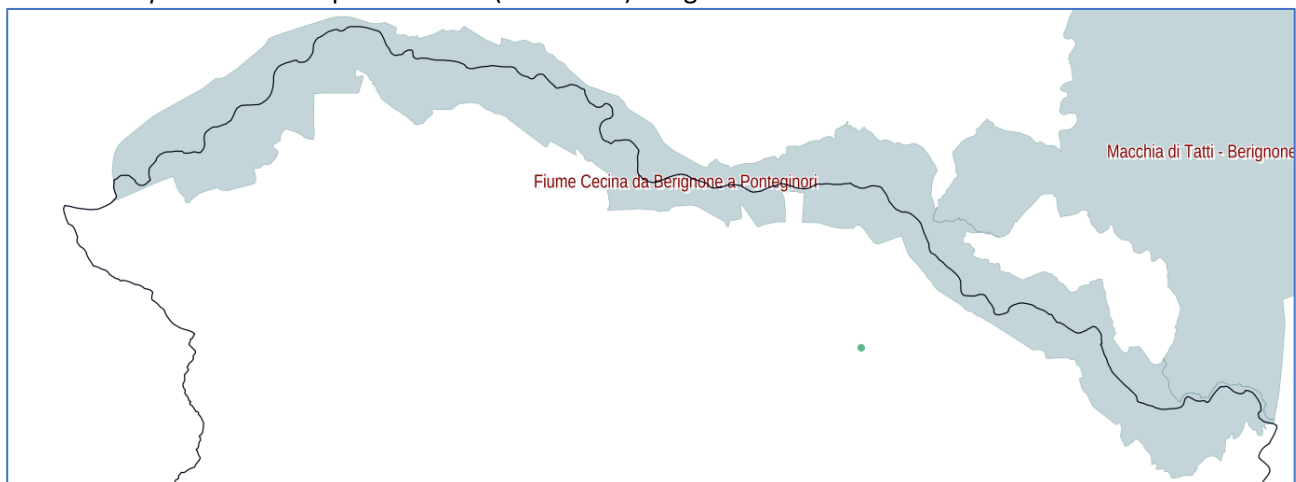 Macchia di Tatti - Berignone
Fiume Cecina da Berignone a Ponteginori